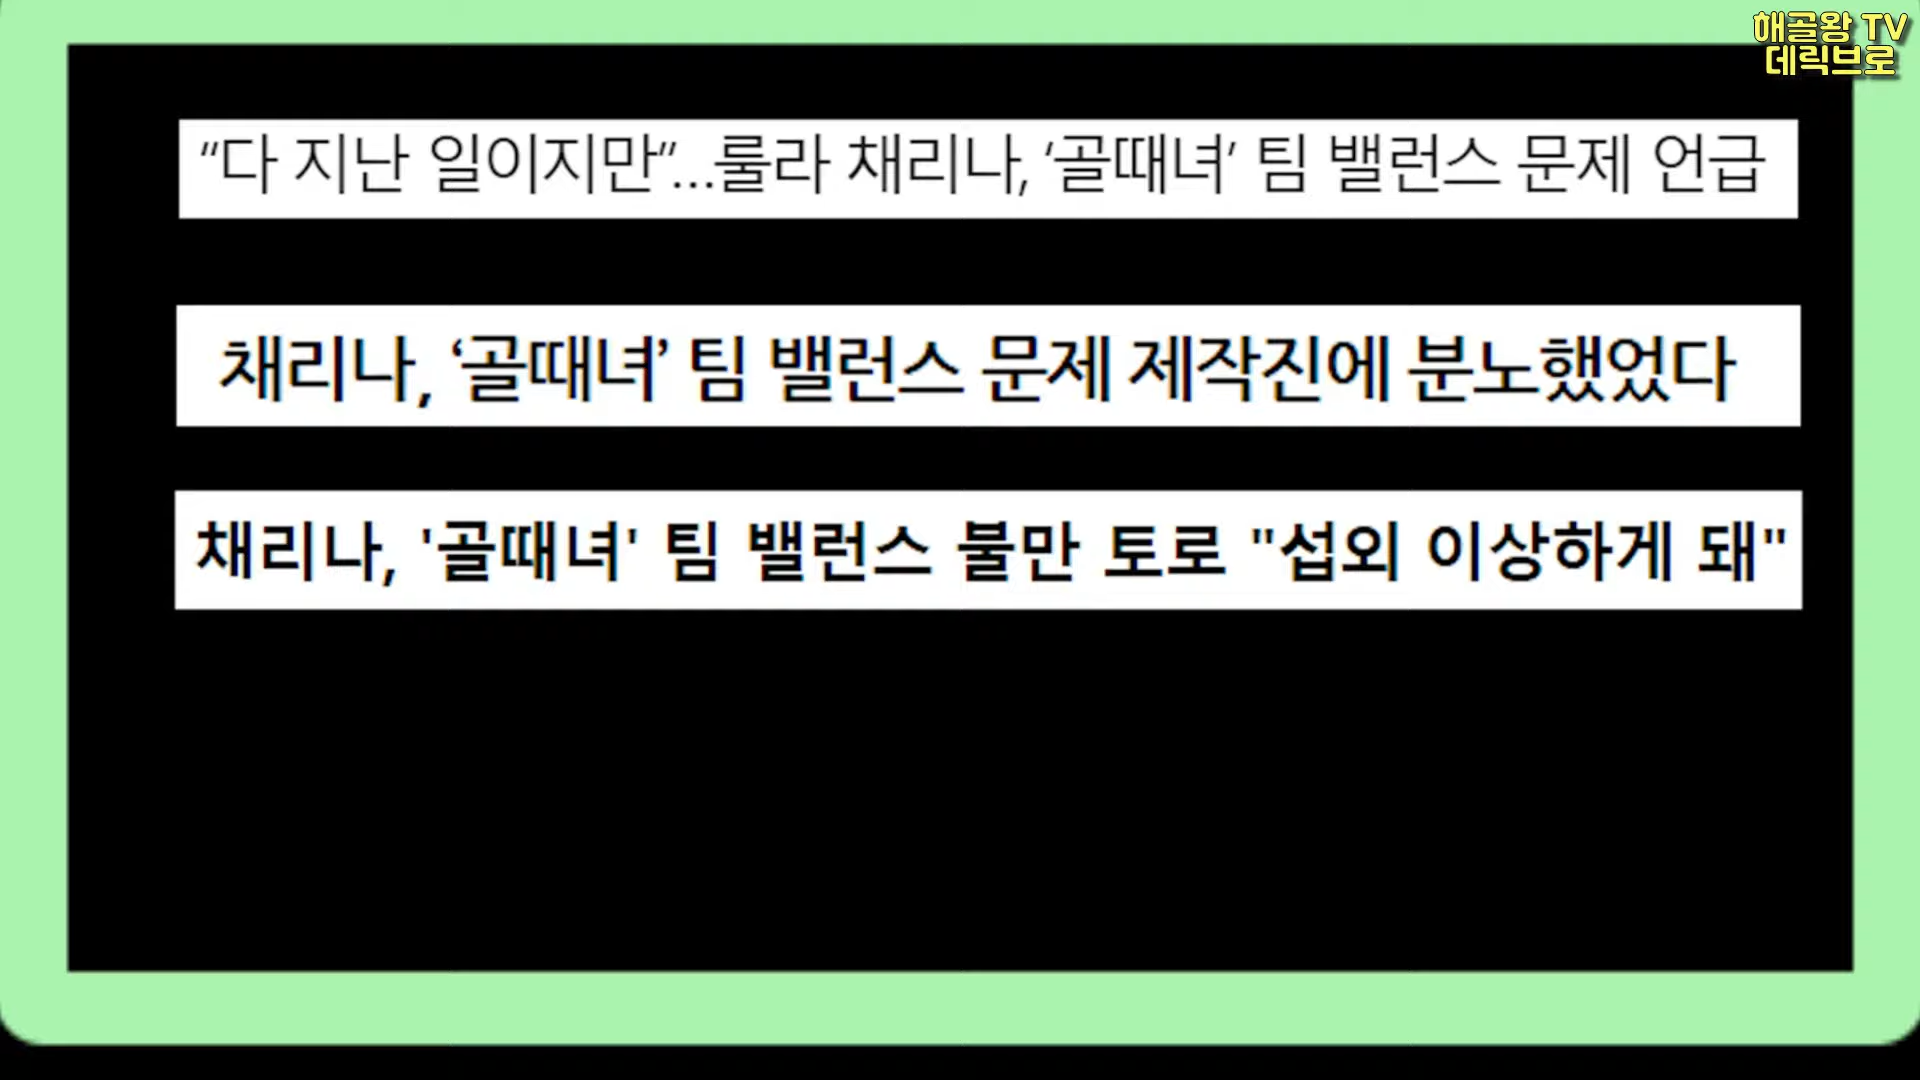 해골왕 TV
데릭브로
“다 지난 일이지만”...룰라 채리나, ‘골때녀’ 팀 밸런스 문제 언급
채리나, ‘골때녀’ 팀 밸런스 문제 제작진에 분노했었다
채리나, '골때녀' 팀 밸런스 불만 토로 "섭외 이상하게 돼"